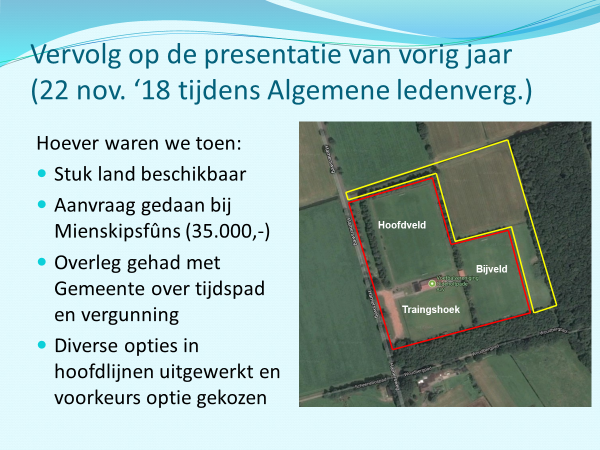 Vervolg op de presentatie van vorig jaar
(22 nov. ‘18 tijdens Algemene ledenverg.)
Hoever waren we toen:
Stuk land beschikbaar
Aanvraag gedaan bij
Mienskipsfûns (35.000,-)
Overleg gehad met
Gemeente over tijdspad
en vergunning
Diverse opties in
hoofdlijnen uitgewerkt en
voorkeurs optie gekozen
Hoofdveld
Bijveld
Traingshoek